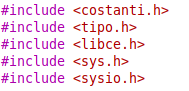 #include <costanti.h>
#include <tipo.h>
#include <libce.h>
#include <sys.h>
#include <sysio.h>